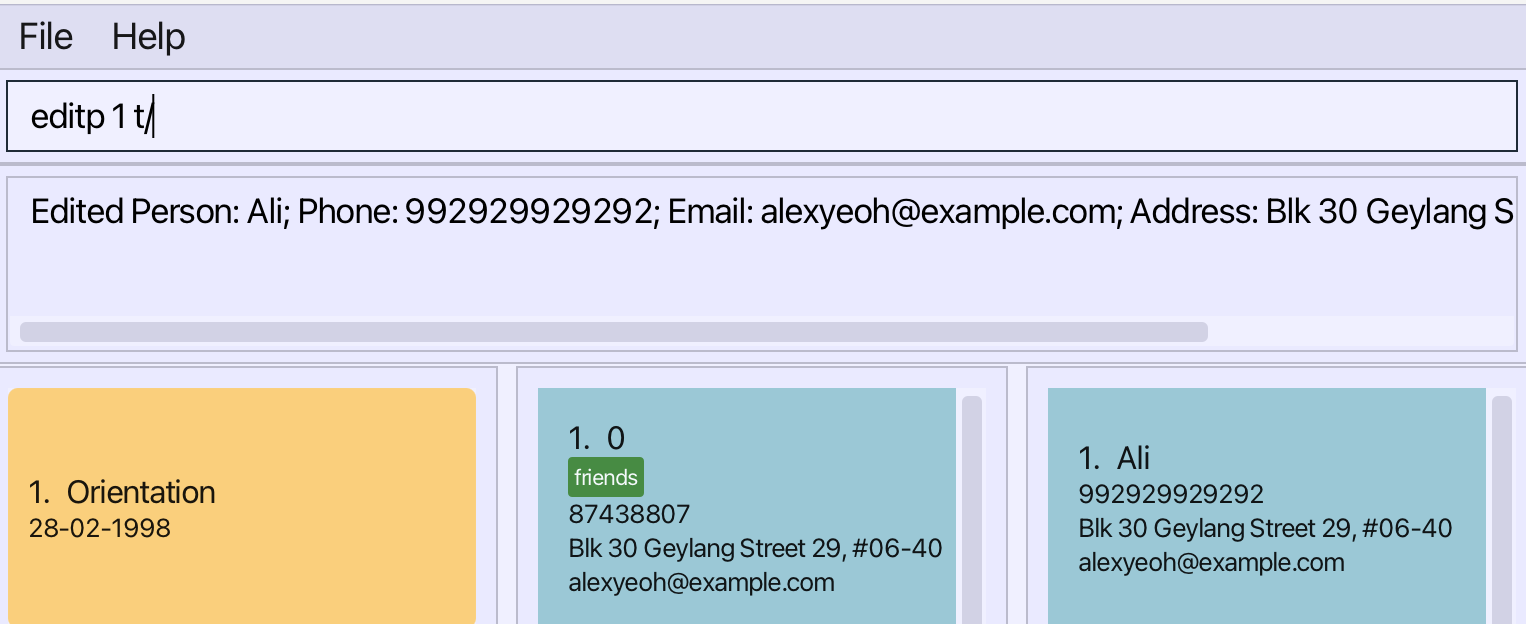 File Help
editp 1 t/
Edited Person: Ali; Phone: 992929929292; Email: alexyeoh@example.com; Address: Blk 30 Geylang S
1. Orientation
28-02-1998
1. 0
friends
87438807
Blk 30 Geylang Street 29, #06-40
alexyeoh@example.com
1. Ali
992929929292
Blk 30 Geylang Street 29, #06-40
alexyeoh@example.com